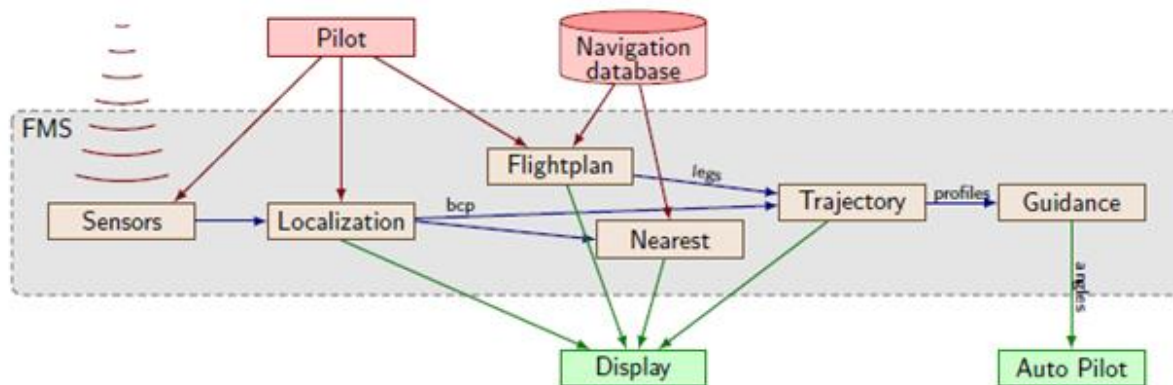 Pilot
Navigation
database
FMS
Flightplan
legs
bcp
Sensors
Localization
Nearest
Trajectory
profiles
Guidance
angles
Display
Auto Pilot